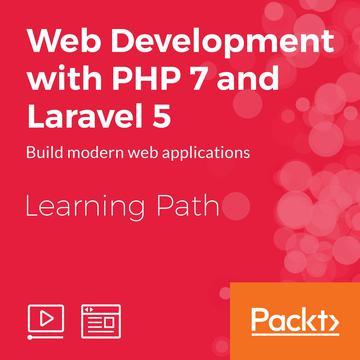 Web Development
with PHP 7 and
Laravel 5
Build modern web applications
Learning Path
Packt>